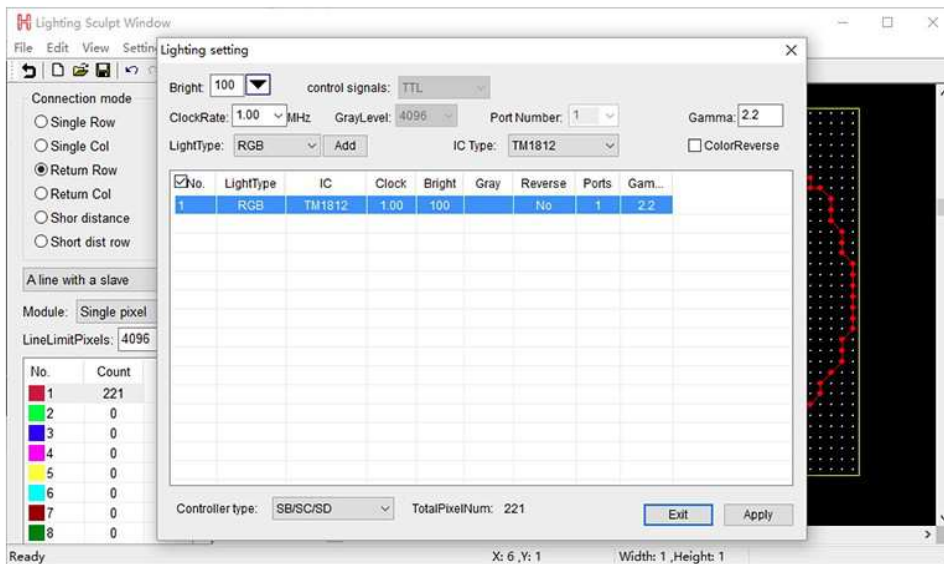 Lighting Sculpt Window
File Edit View Settin
Connection mode
Single Row
Single Col
Return Row
Return Col
Shor distance
Short dist row
A line with a slave
Module: Single pixel
LineLimitPixels: 4096
No. Count
1 221
2 0
3 0
4 0
5 0
6 0
7 0
8 0
Lighting setting
Bright: 100 control signals: TTL
ClockRate: 1.00 MHz GrayLevel: 4096 Port Number: 1 Gamma: 2.2
LightType: RGB Add IC Type: TM1812 ColorReverse
No. LightType IC Clock Bright Gray Reverse Ports Gam...
1 RGB TM1812 1.00 100 No 1 2.2
Controller type: SB/SC/SD TotalPixelNum: 221 Exit Apply
Ready X: 6 ,Y: 1 Width: 1 ,Height: 1